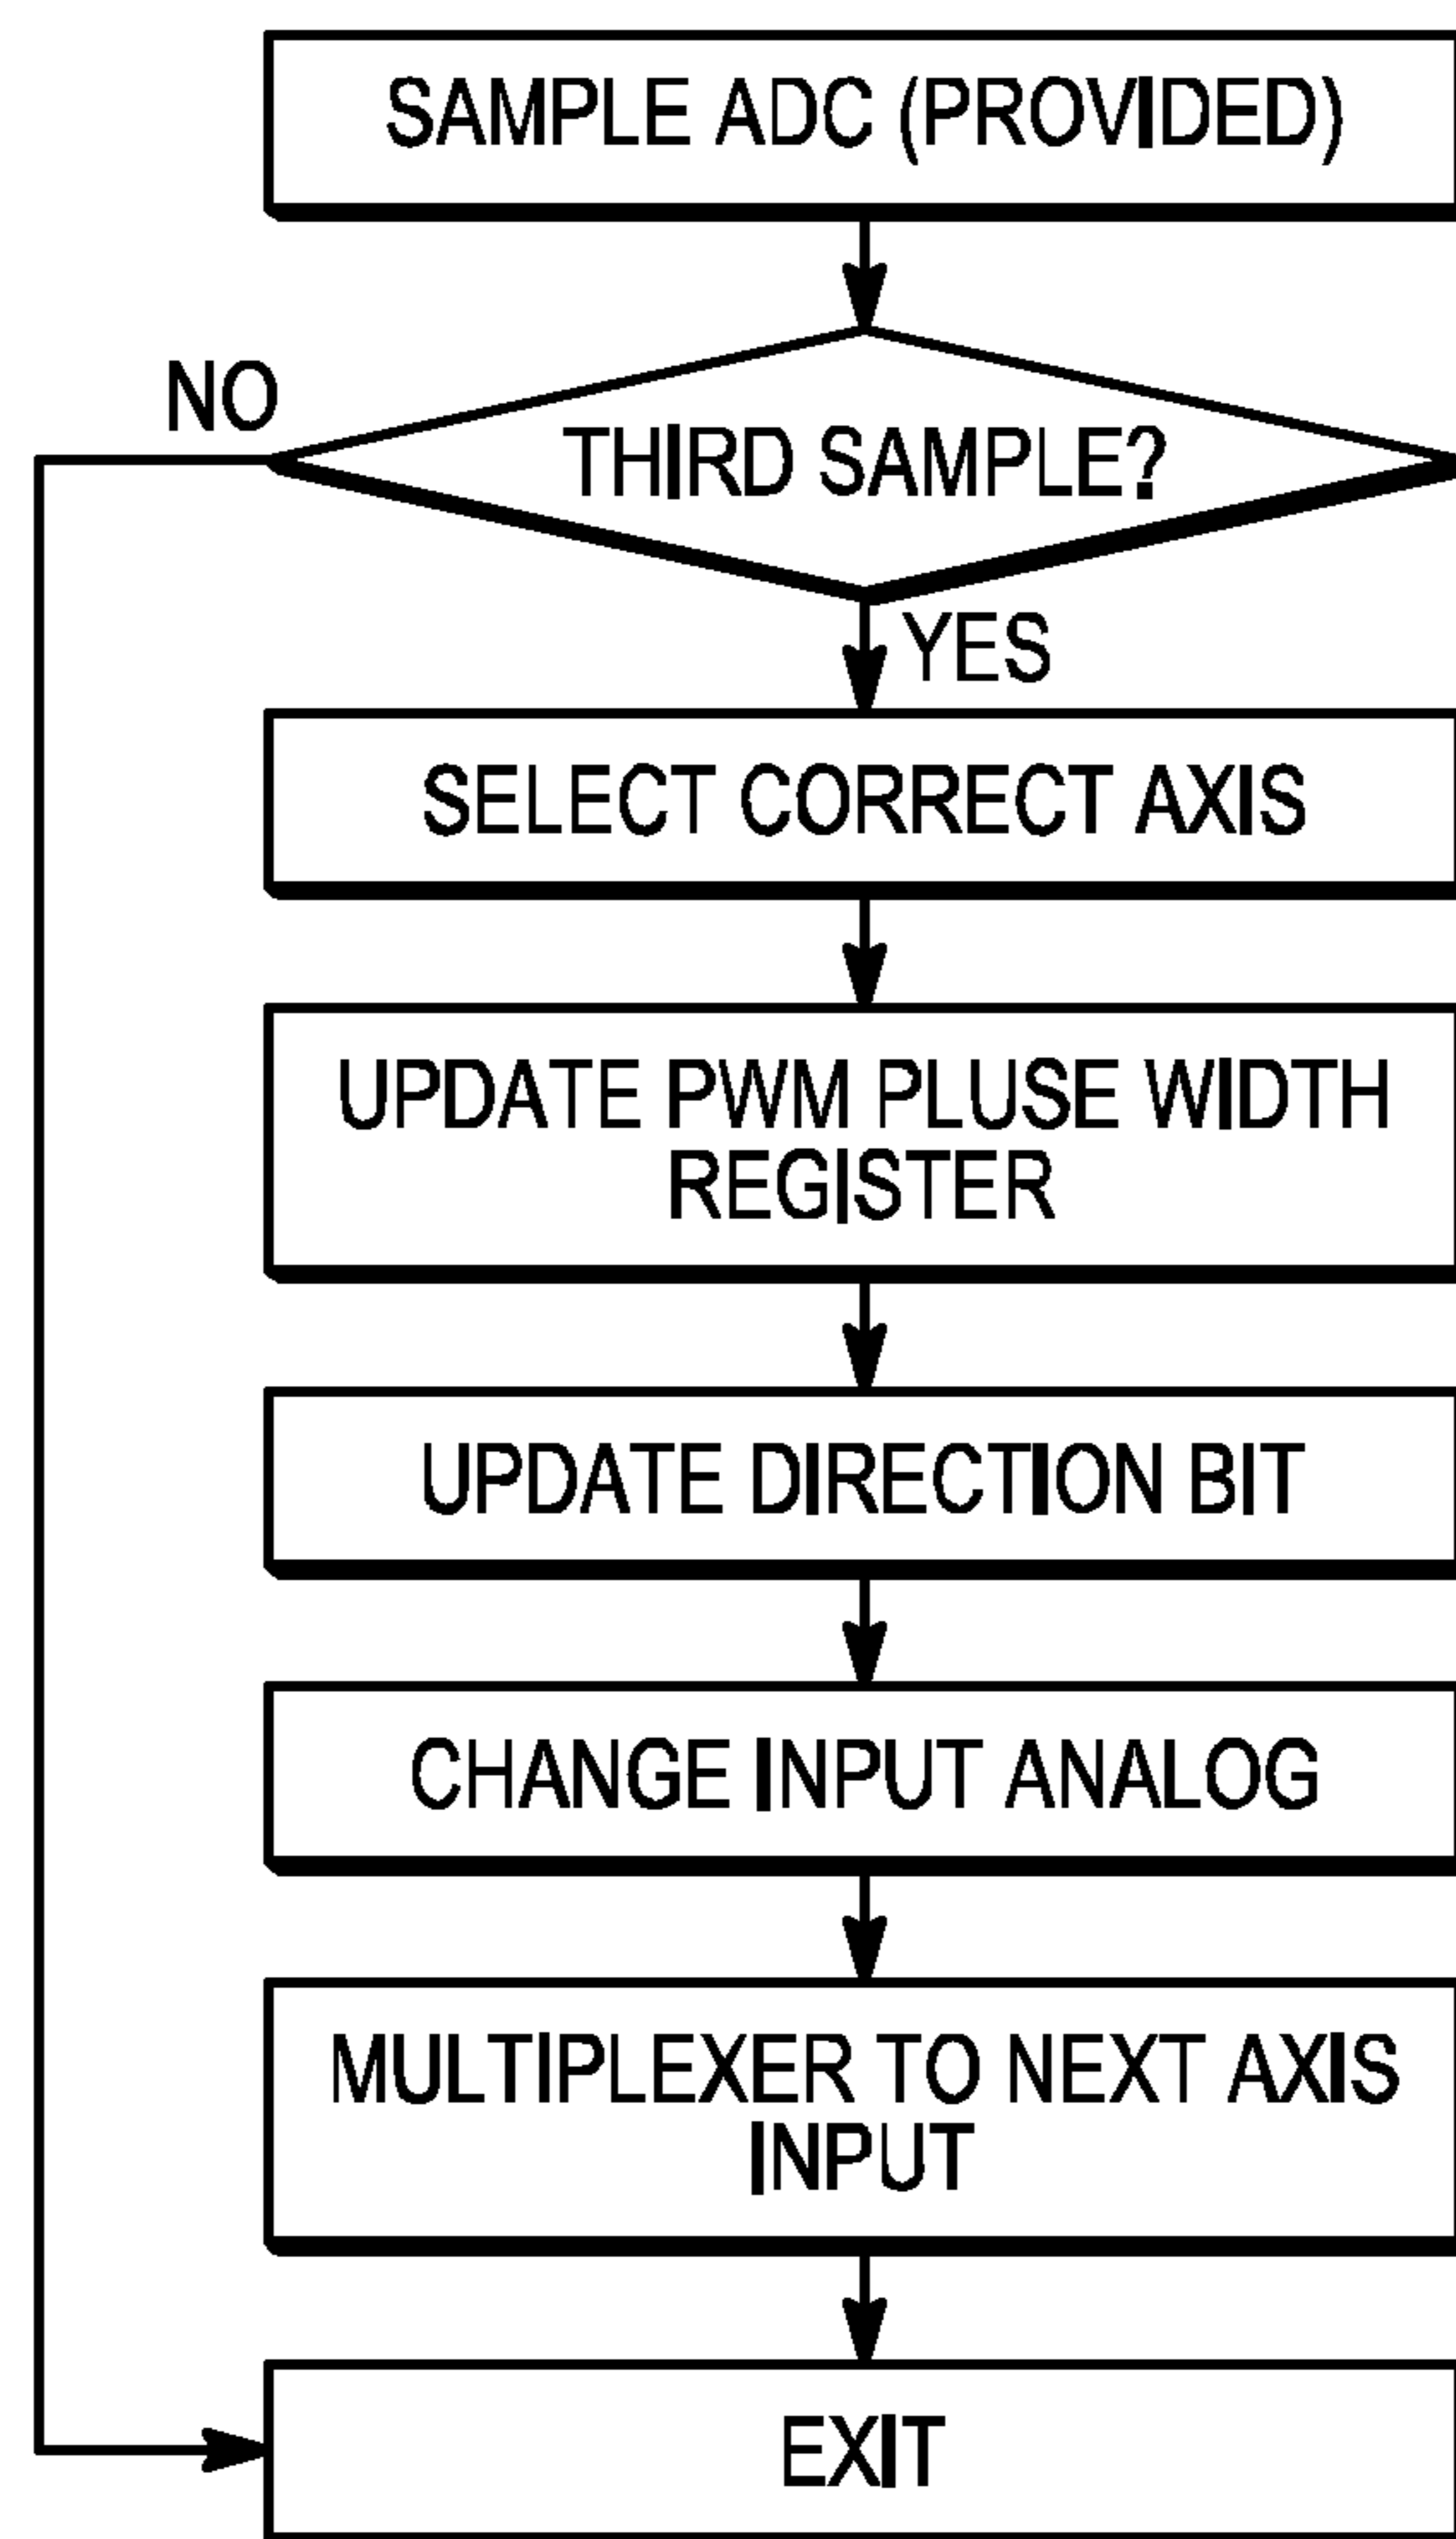 SAMPLE ADC (PROVIDED)
NO
THIRD SAMPLE?
YES
SELECT CORRECT AXIS
UPDATE PWM PLUSE WIDTH
REGISTER
UPDATE DIRECTION BIT
CHANGE INPUT ANALOG
MULTIPLEXER TO NEXT AXIS
INPUT
EXIT